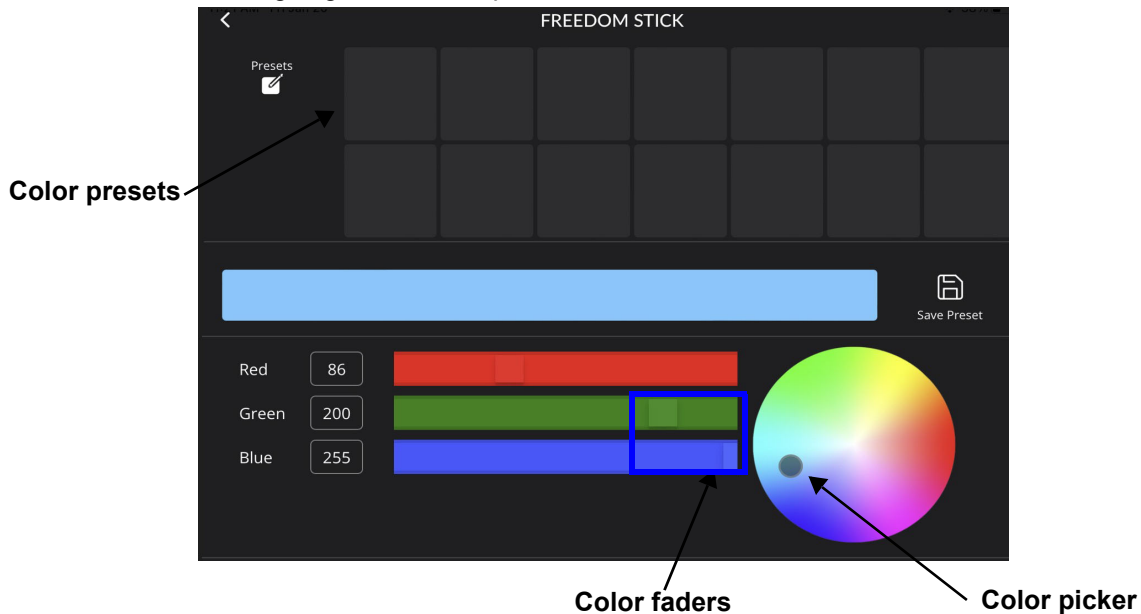 FREEDOM STICK
Presets
Color presets
Save Preset
Red 86
Green 200
Blue 255
Color faders
Color picker